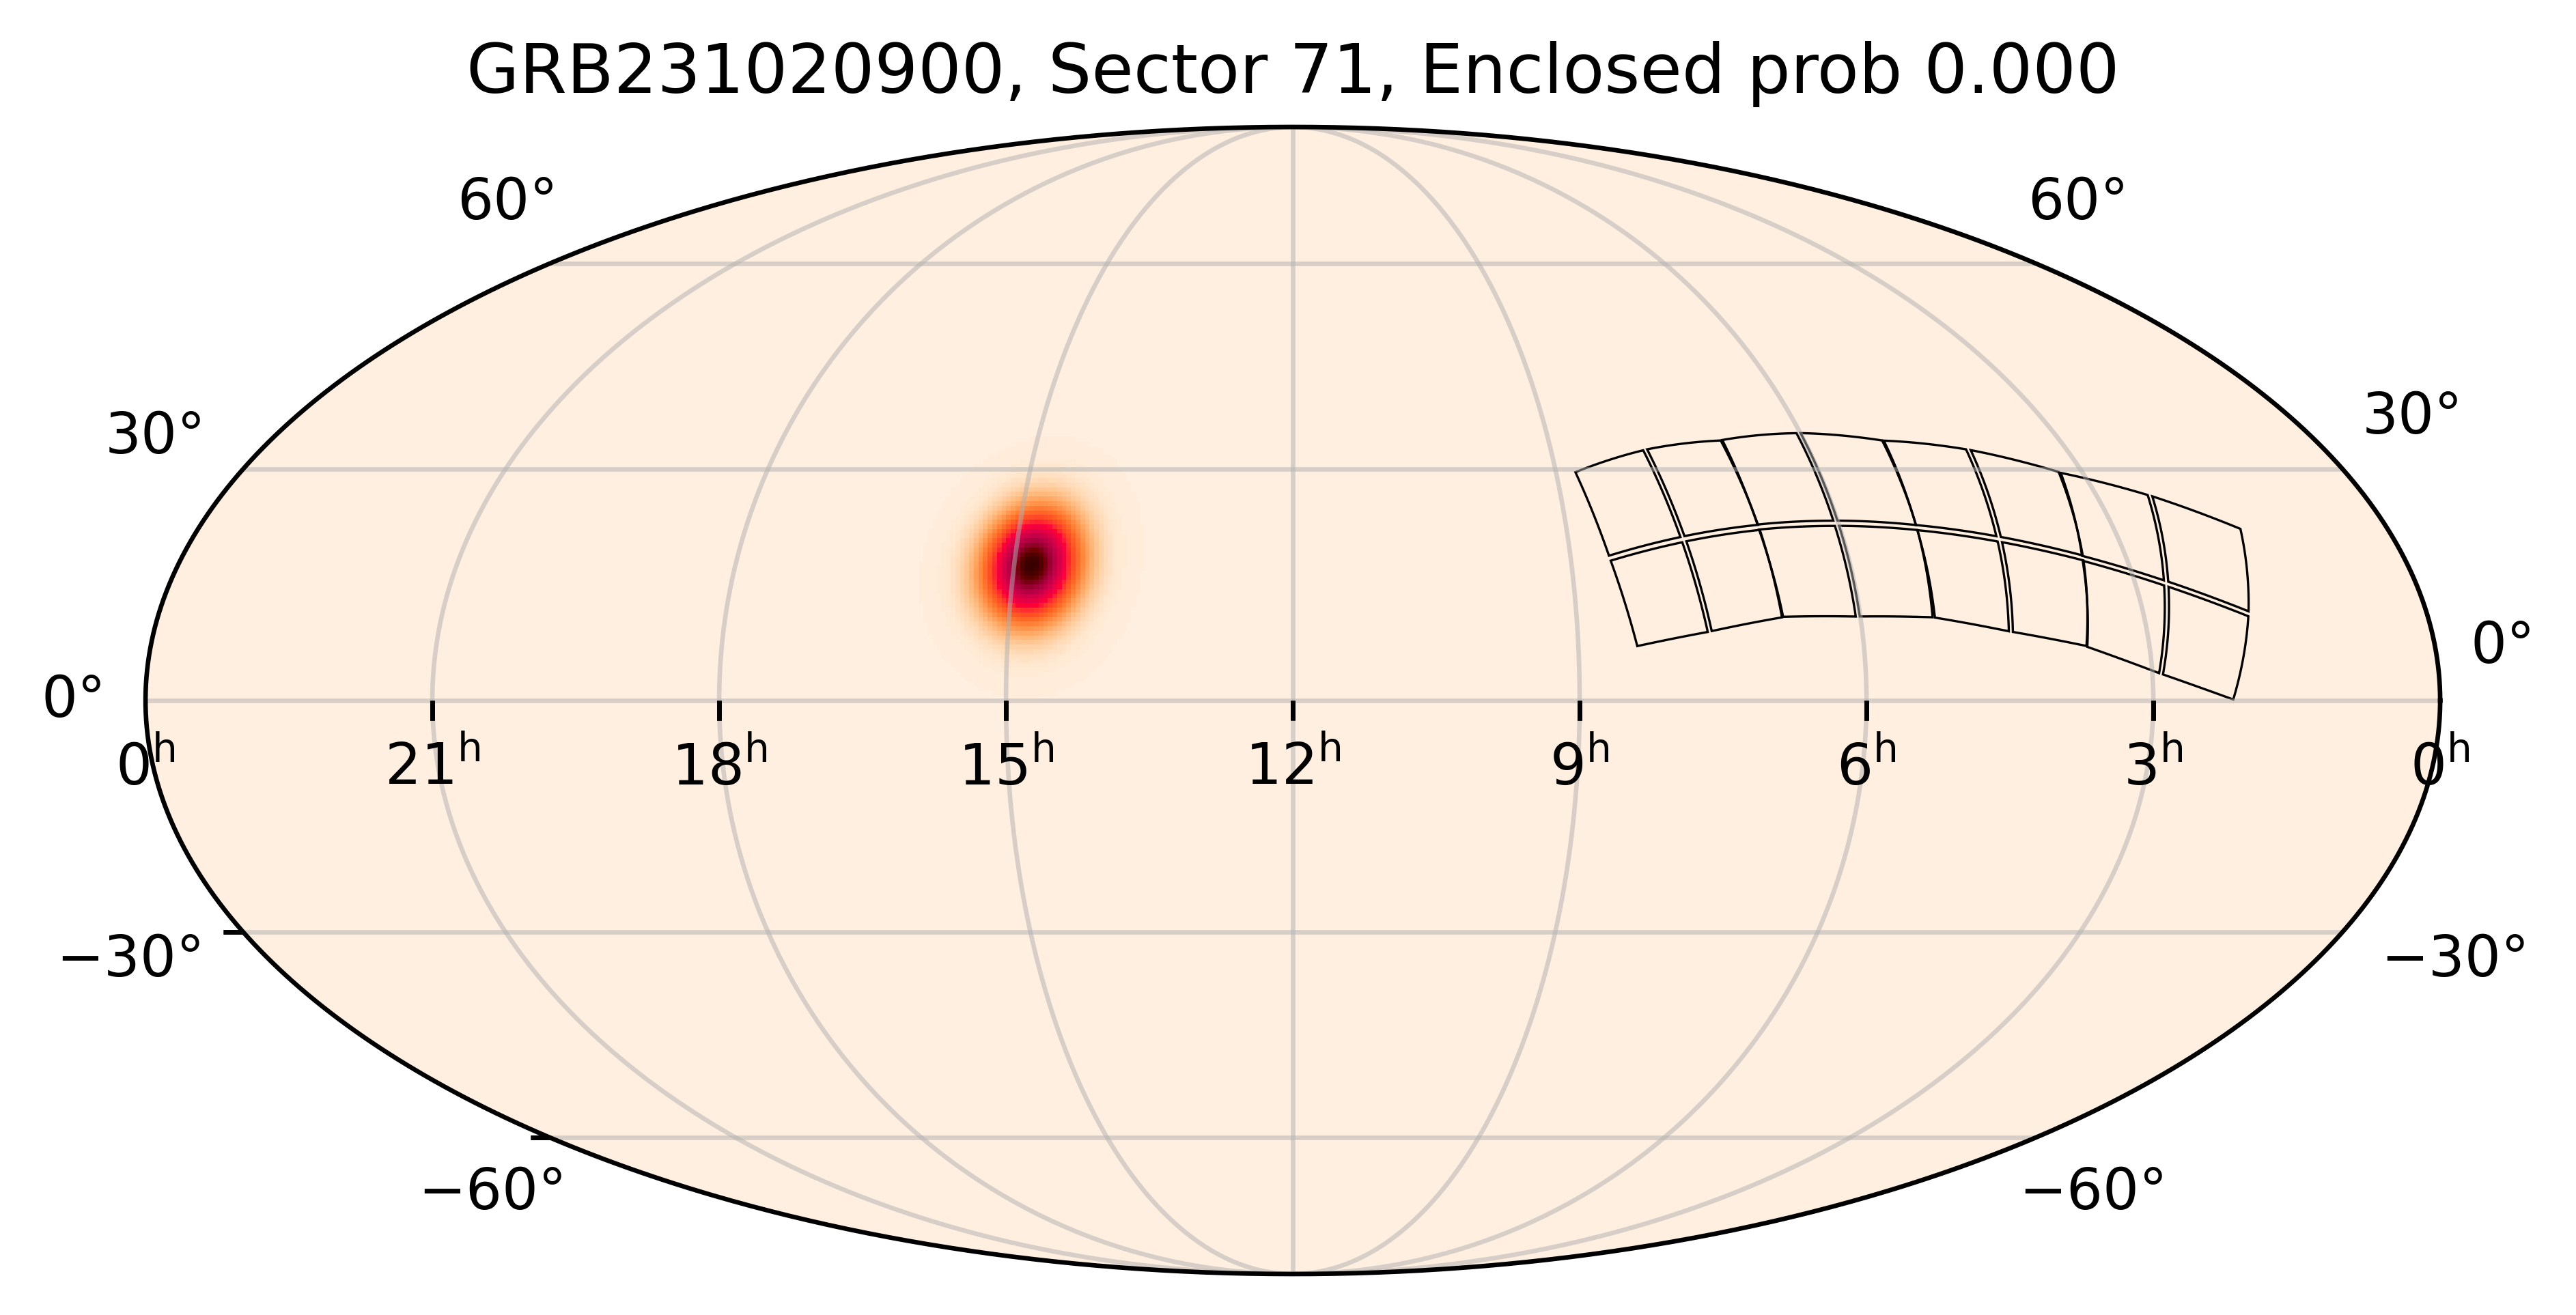 GRB231020900, Sector 71, Enclosed prob 0.000
60° 60°
30° 30°
0° 0°
0h 21h 18h 15h 12h 9h 6h 3h 0h
−30° −30°
−60° −60°